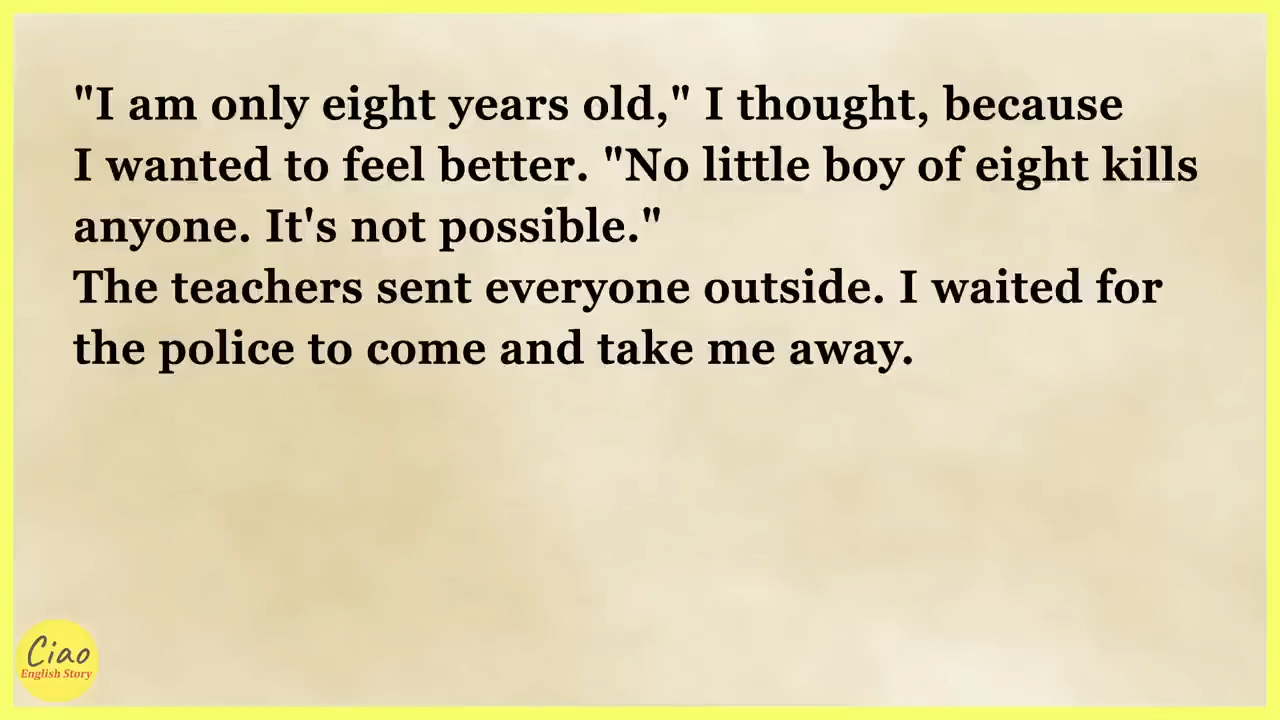 "I am only eight years old," I thought, because
I wanted to feel better. "No little boy of eight kills
anyone. It's not possible."
The teachers sent everyone outside. I waited for
the police to come and take me away.
Ciao
English Story